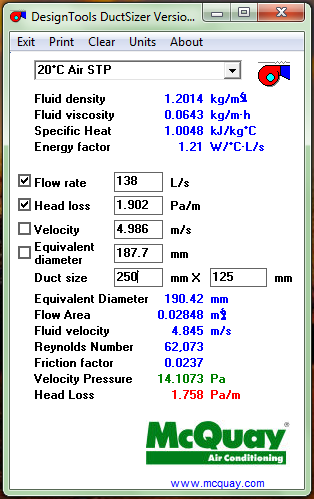 DesignTools DuctSizer Versio...
Exit Print Clear Units About
20°C Air STP
Fluid density 1.2014 kg/m³
Fluid viscosity 0.0643 kg/m·h
Specific Heat 1.0048 kJ/kg°C
Energy factor 1.21 W/°C·L/s
Flow rate 138 L/s
Head loss 1.902 Pa/m
Velocity 4.986 m/s
Equivalent
diameter 187.7 mm
Duct size 250 mm X 125 mm
Equivalent Diameter 190.42 mm
Flow Area 0.02848 m²
Fluid velocity 4.845 m/s
Reynolds Number 62,073
Friction factor 0.0237
Velocity Pressure 14.1073 Pa
Head Loss 1.758 Pa/m
McQuay®
Air Conditioning
www.mcquay.com